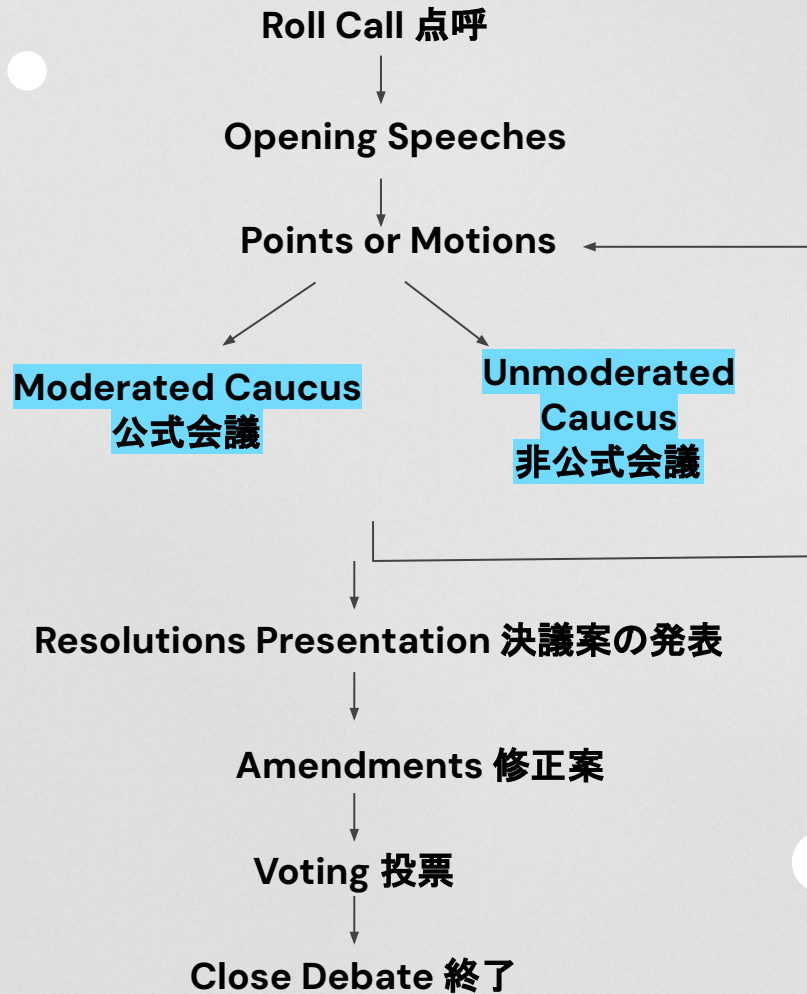 Roll Call 点呼
Opening Speeches
Points or Motions
Moderated Caucus
公式会議
Unmoderated
Caucus
非公式会議
Resolutions Presentation 決議案の発表
Amendments 修正案
Voting 投票
Close Debate 終了